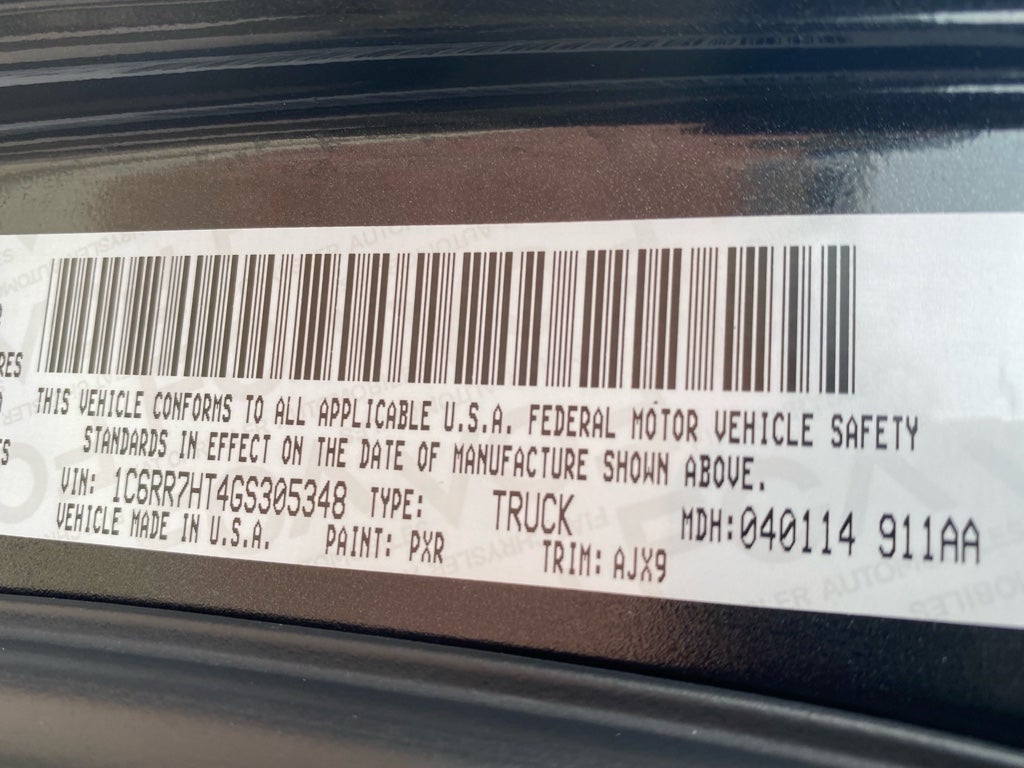 RES
THIS VEHICLE CONFORMS TO ALL APPLICABLE U.S.A. FEDERAL MOTOR VEHICLE SAFETY
STANDARDS IN EFFECT ON THE DATE OF MANUFACTURE SHOWN ABOVE.
VIN: 1C6RR7HT4GS305348 TYPE: TRUCK MDH:040114 911AA
VEHICLE MADE IN U.S.A. PAINT: PXR TRIM: AJX9